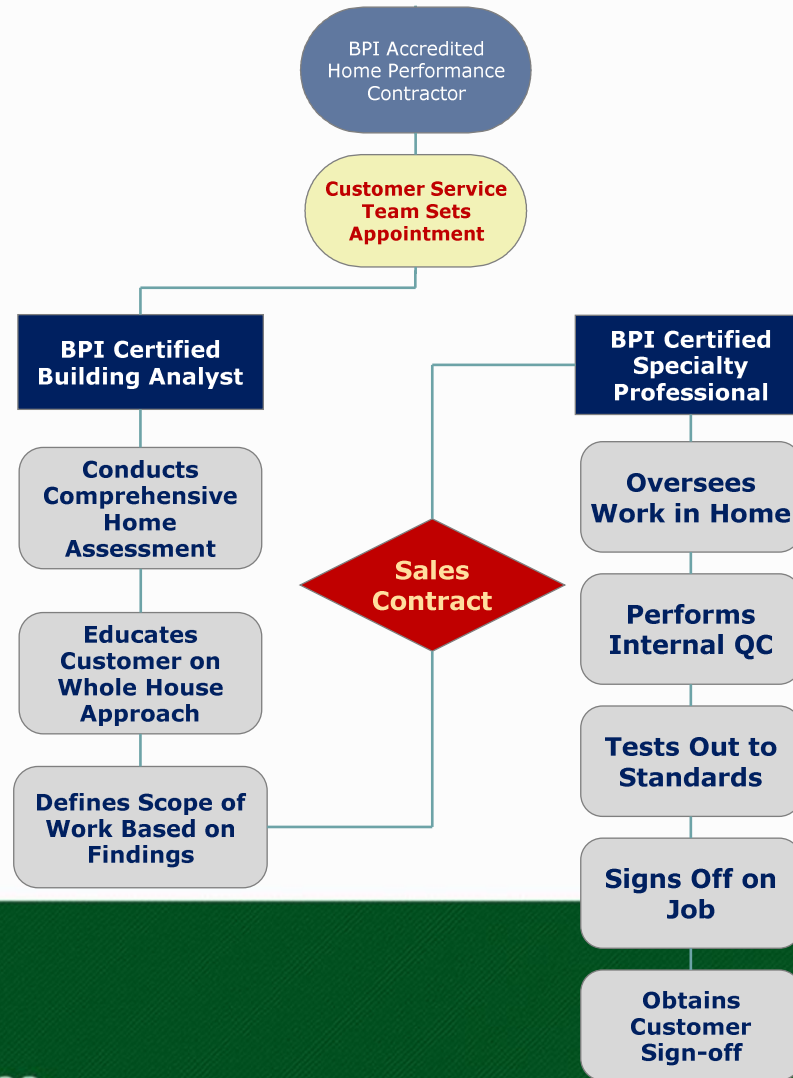 BPI Accredited
Home Performance
Contractor
Customer Service
Team Sets
Appointment
BPI Certified
Building Analyst
Conducts
Comprehensive
Home
Assessment
Educates
Customer on
Whole House
Approach
Defines Scope of
Work Based on
Findings
Sales
Contract
BPI Certified
Specialty
Professional
Oversees
Work in Home
Performs
Internal QC
Tests Out to
Standards
Signs Off on
Job
Obtains
Customer
Sign-off